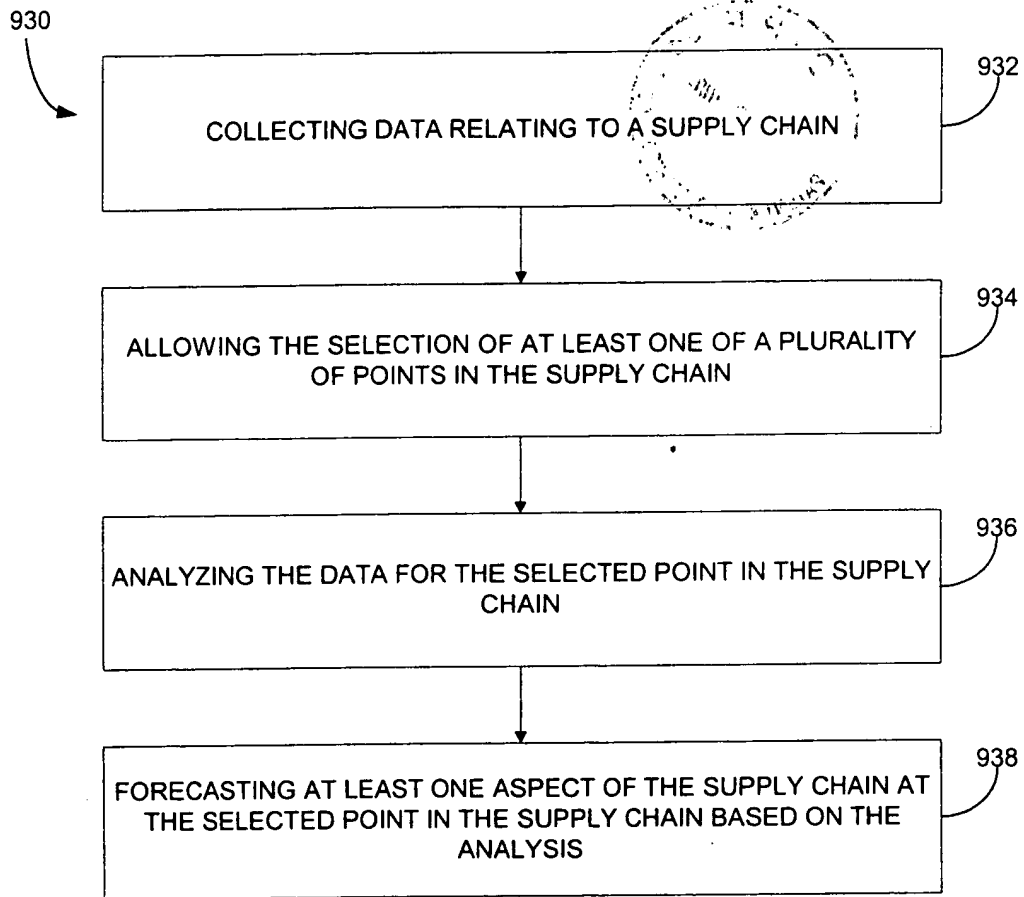 930
932
COLLECTING DATA RELATING TO A SUPPLY CHAIN
934
ALLOWING THE SELECTION OF AT LEAST ONE OF A PLURALITY
OF POINTS IN THE SUPPLY CHAIN
936
ANALYZING THE DATA FOR THE SELECTED POINT IN THE SUPPLY
CHAIN
938
FORECASTING AT LEAST ONE ASPECT OF THE SUPPLY CHAIN AT
THE SELECTED POINT IN THE SUPPLY CHAIN BASED ON THE
ANALYSIS